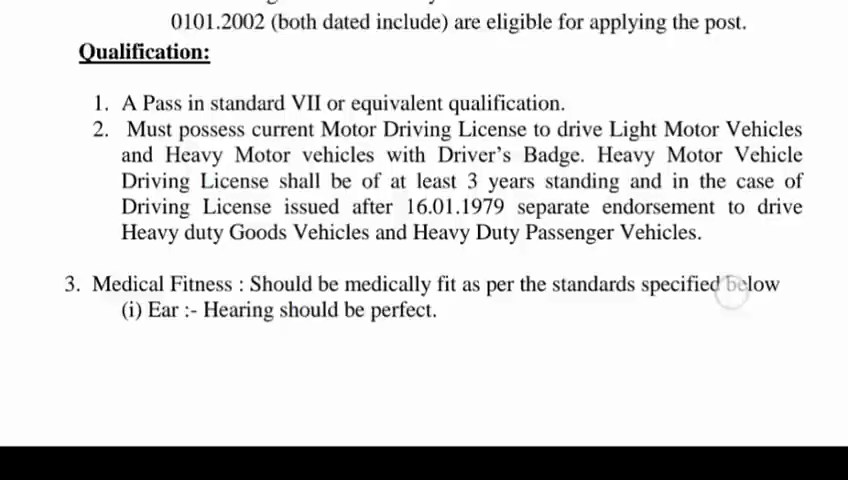 0101.2002 (both dated include) are eligible for applying the post.
Qualification:
1. A Pass in standard VII or equivalent qualification.
2. Must possess current Motor Driving License to drive Light Motor Vehicles
and Heavy Motor vehicles with Driver's Badge. Heavy Motor Vehicle
Driving License shall be of at least 3 years standing and in the case of
Driving License issued after 16.01.1979 separate endorsement to drive
Heavy duty Goods Vehicles and Heavy Duty Passenger Vehicles.
3. Medical Fitness : Should be medically fit as per the standards specified below
(i) Ear :- Hearing should be perfect.